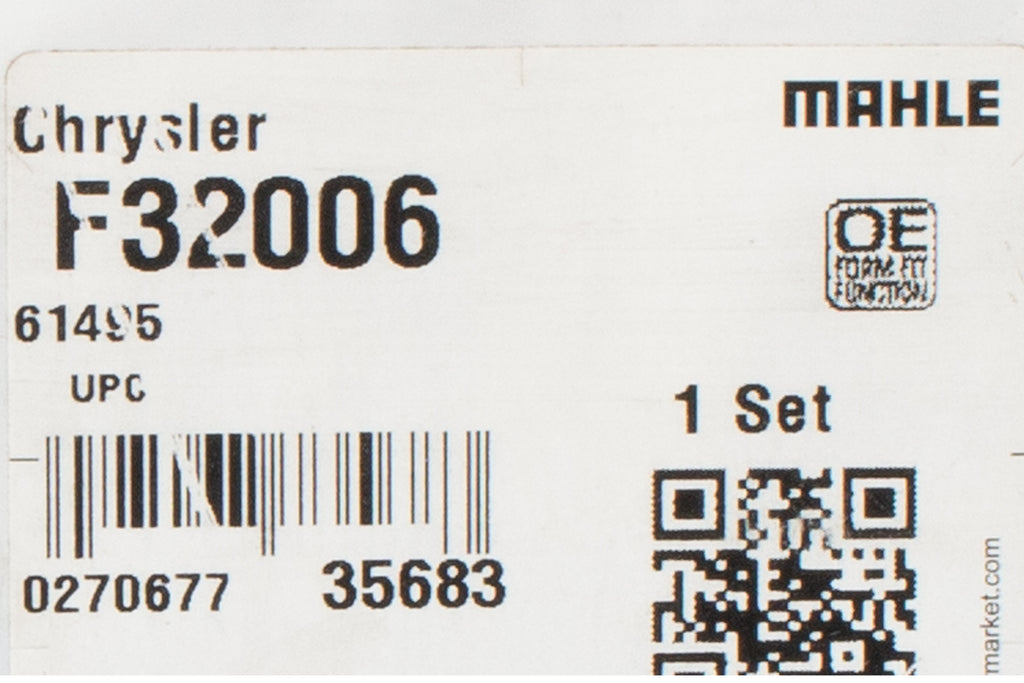 MAHLE
Chrysler
F32006
OE
FORM FIT
FUNCTION
61495
UPC
1 Set
0270677 35683
market.com